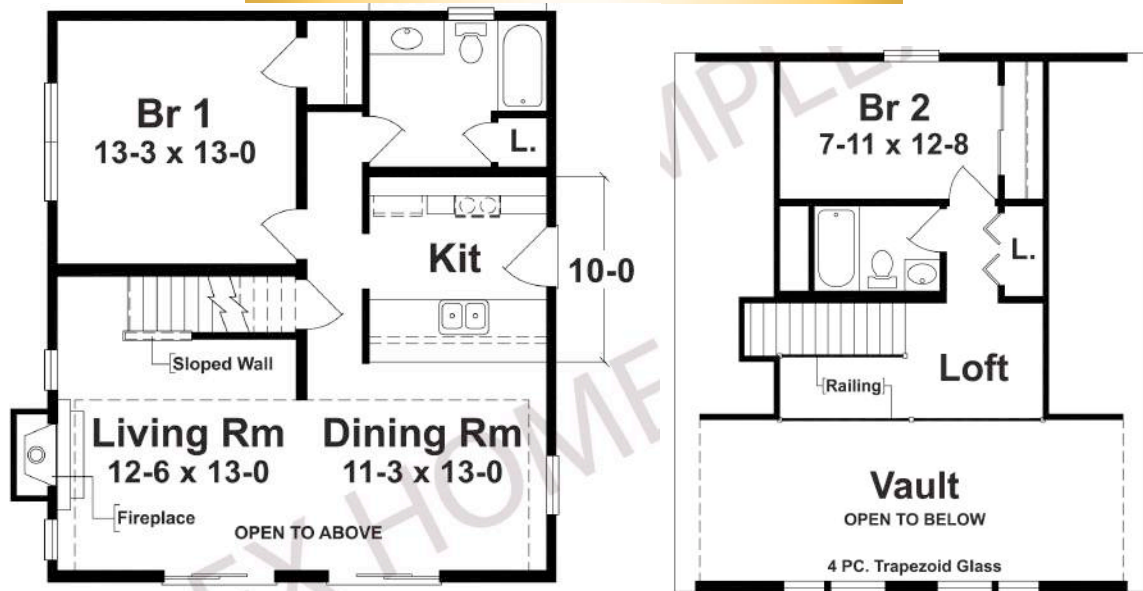 Br 1
13-3 x 13-0
L.
Kit
10-0
Sloped Wall
Living Rm
12-6 x 13-0
Dining Rm
11-3 x 13-0
Fireplace
OPEN TO ABOVE
Br 2
7-11 x 12-8
L.
Loft
Railing
Vault
OPEN TO BELOW
4 PC. Trapezoid Glass